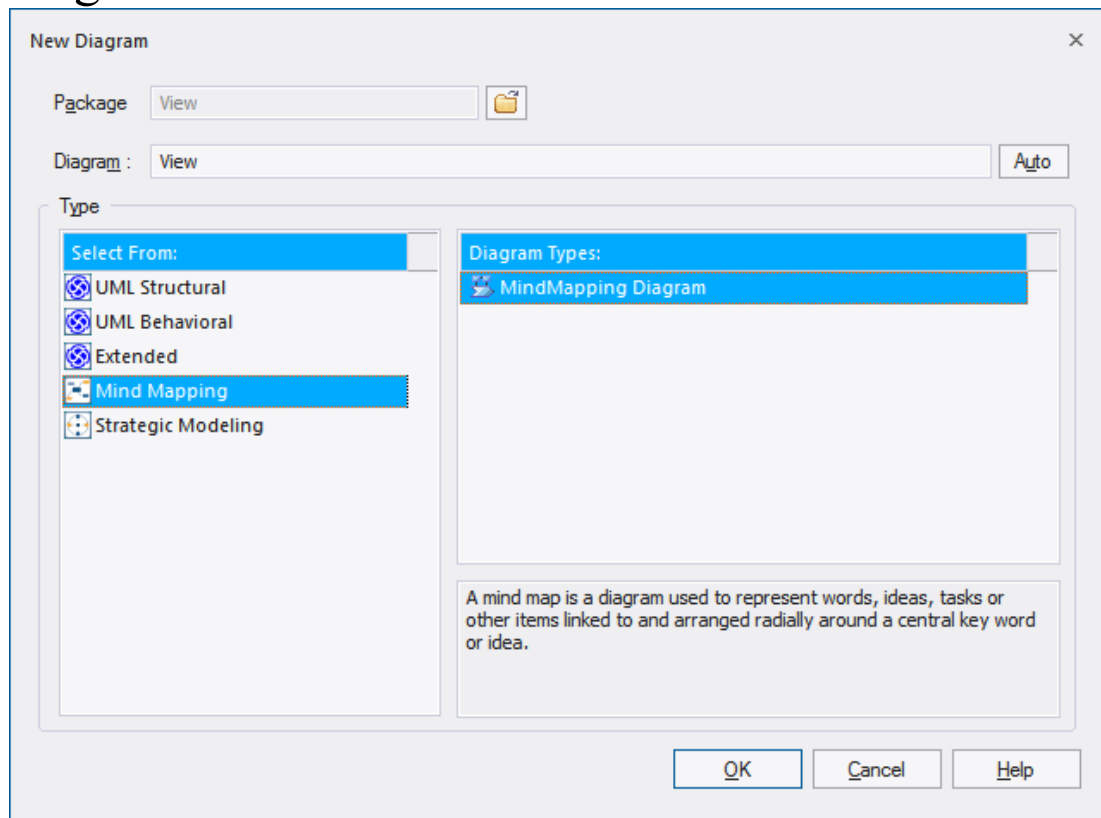 New Diagram
Package View
Diagram : View Auto
Type
Select From:
UML Structural
UML Behavioral
Extended
Mind Mapping
Strategic Modeling
Diagram Types:
MindMapping Diagram
A mind map is a diagram used to represent words, ideas, tasks or
other items linked to and arranged radially around a central key word
or idea.
OK Cancel Help